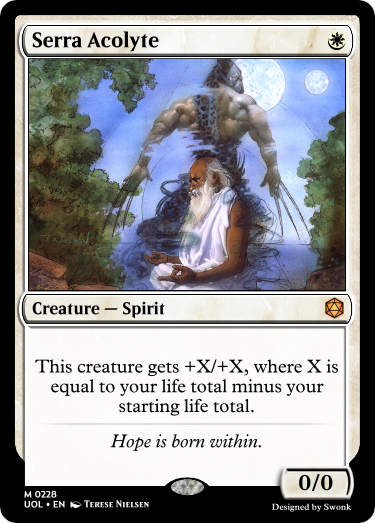 Serra Acolyte
Creature — Spirit
This creature gets +X/+X, where X is
equal to your life total minus your
starting life total.
Hope is born within.
0/0
M 0228
UOL • EN Terese Nielsen
Designed by Swonk